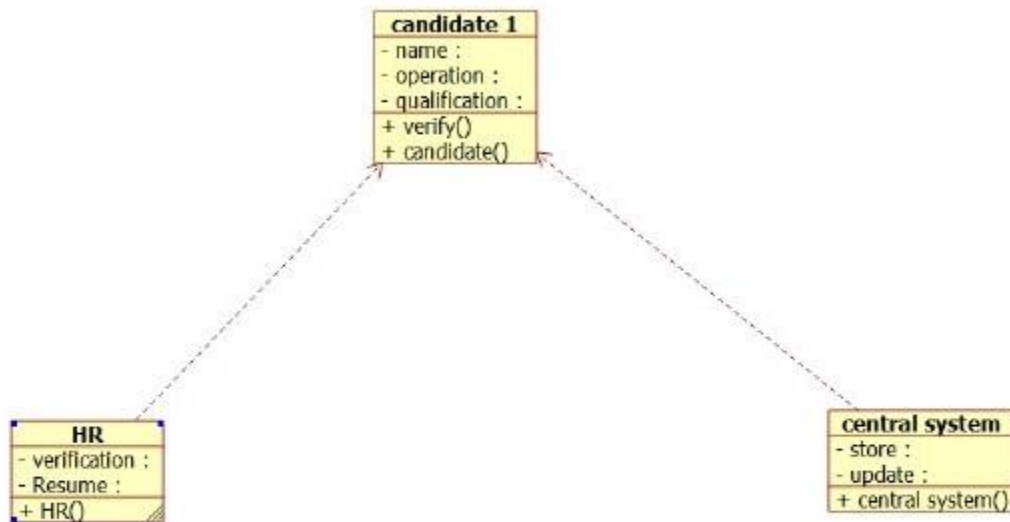 candidate 1
- name :
- operation :
- qualification :
+ verify()
+ candidate()
HR
- verification :
- Resume :
+ HR()
central system
- store :
- update :
+ central system()